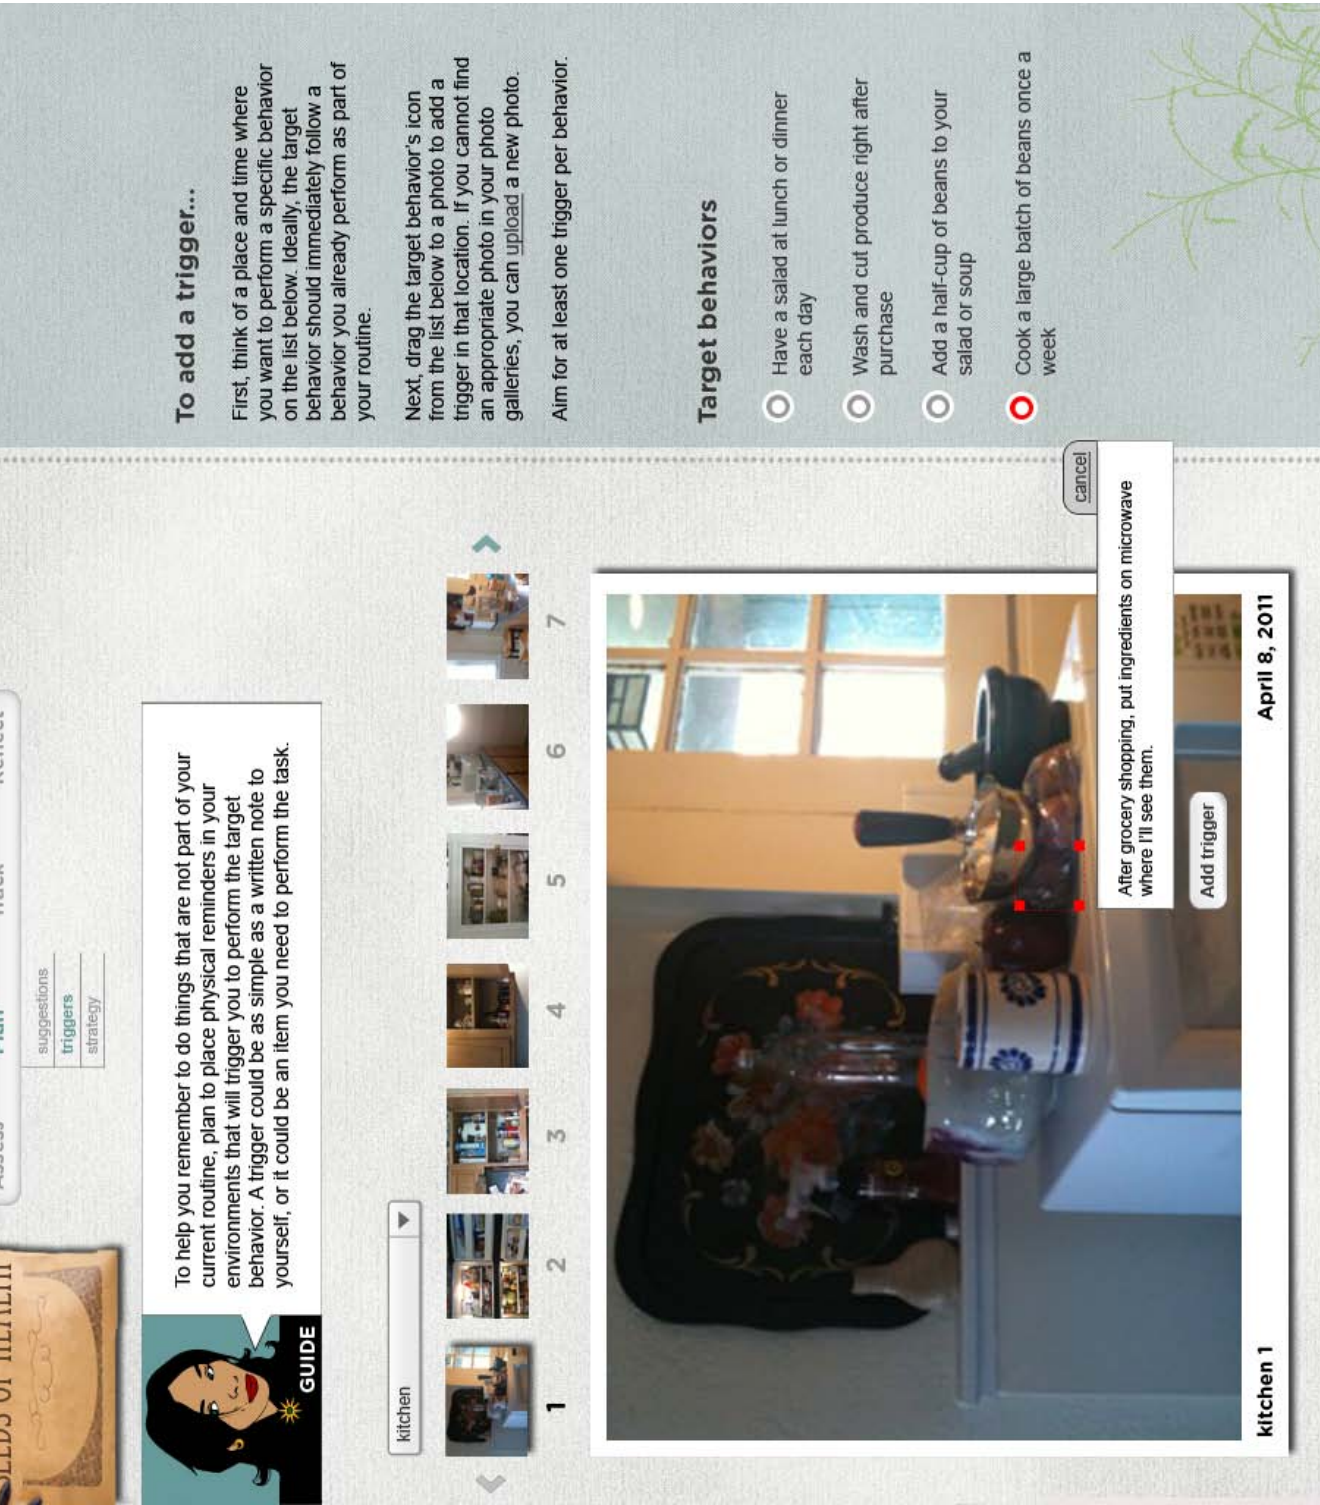 SEEDS OF HEALTH
Assess
Plan
Track
Reflect
suggestions
triggers
strategy
GUIDE
To help you remember to do things that are not part of your
current routine, plan to place physical reminders in your
environments that will trigger you to perform the target
behavior. A trigger could be as simple as a written note to
yourself, or it could be an item you need to perform the task.
kitchen
1
2
3
4
5
6
7
kitchen 1
April 8, 2011
cancel
After grocery shopping, put ingredients on microwave
where I'll see them.
Add trigger
To add a trigger...
First, think of a place and time where
you want to perform a specific behavior
on the list below. Ideally, the target
behavior should immediately follow a
behavior you already perform as part of
your routine.
Next, drag the target behavior's icon
from the list below to a photo to add a
trigger in that location. If you cannot find
an appropriate photo in your photo
galleries, you can upload a new photo.
Aim for at least one trigger per behavior.
Target behaviors
Have a salad at lunch or dinner
each day
Wash and cut produce right after
purchase
Add a half-cup of beans to your
salad or soup
Cook a large batch of beans once a
week